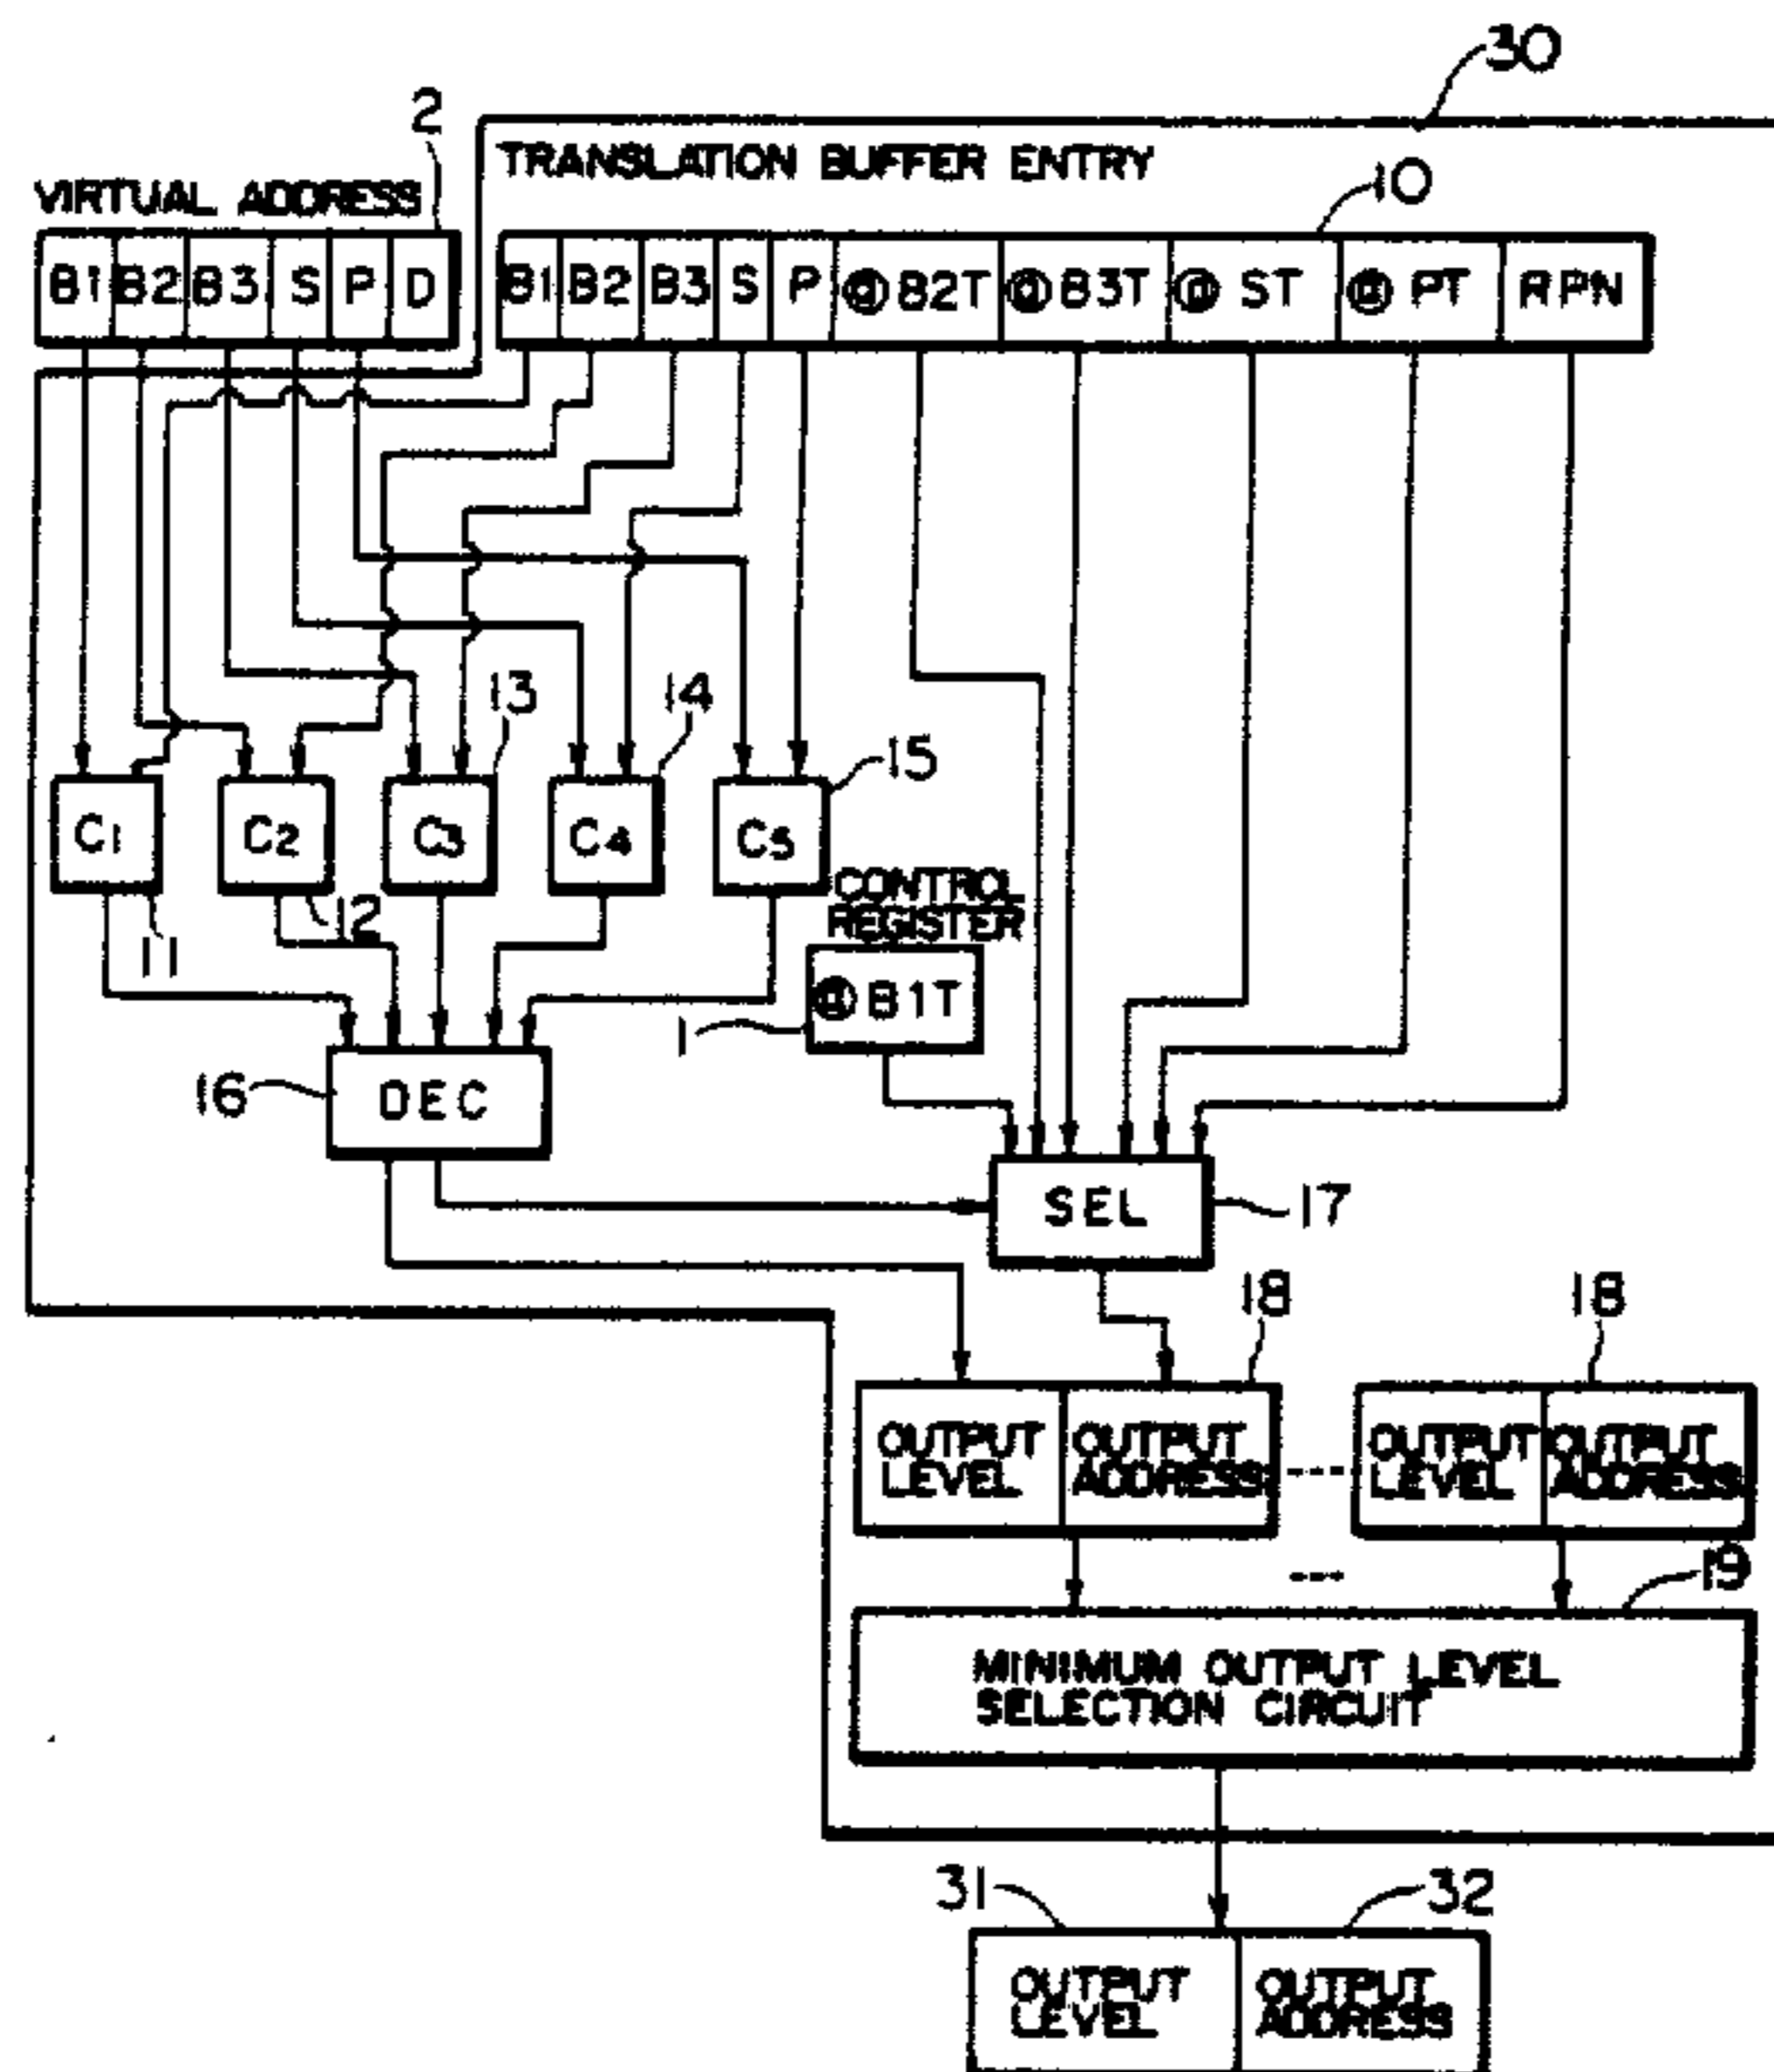 30
2
TRANSLATION BUFFER ENTRY
10
VIRTUAL ADDRESS
B1 B2 B3 S P D
B1 B2 B3 S P @B2T @B3T @ ST @ PT RPN
13
14
15
C1 C2 C3 C4 C5
11
12
CONTROL
REGISTER
@B1T
1
16
DEC
SEL
17
18
18
OUTPUT
LEVEL
OUTPUT
ADDRESS
---
OUTPUT
LEVEL
OUTPUT
ADDRESS
---
19
MINIMUM OUTPUT LEVEL
SELECTION CIRCUIT
31
32
OUTPUT
LEVEL
OUTPUT
ADDRESS